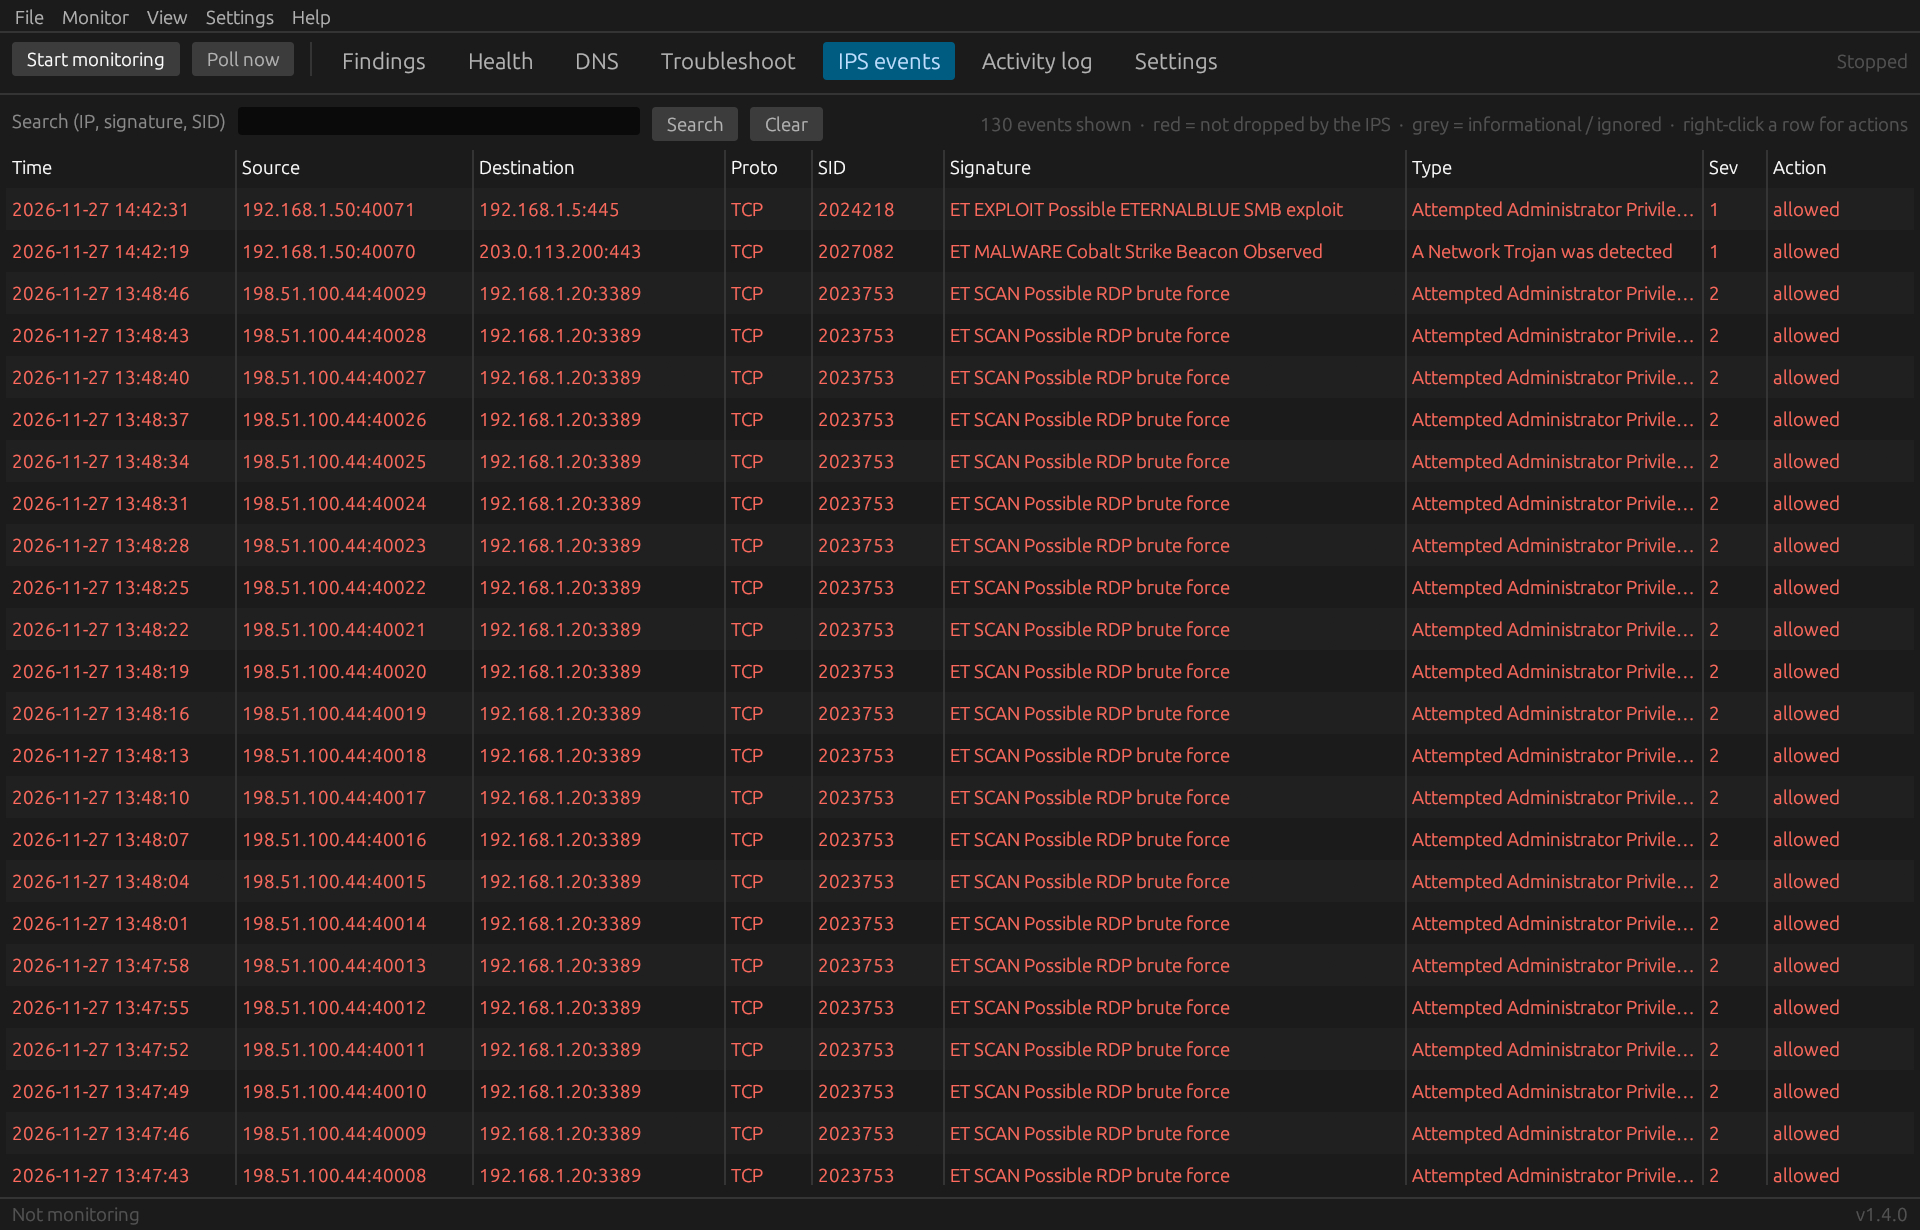 File Monitor View Settings Help
Start monitoring Poll now Findings Health DNS Troubleshoot IPS events Activity log Settings Stopped
Search (IP, signature, SID) Search Clear 130 events shown · red = not dropped by the IPS · grey = informational / ignored · right-click a row for actions
Time Source Destination Proto SID Signature Type Sev Action
2026-11-27 14:42:31 192.168.1.50:40071 192.168.1.5:445 TCP 2024218 ET EXPLOIT Possible ETERNALBLUE SMB exploit Attempted Administrator Privile... 1 allowed
2026-11-27 14:42:19 192.168.1.50:40070 203.0.113.200:443 TCP 2027082 ET MALWARE Cobalt Strike Beacon Observed A Network Trojan was detected 1 allowed
2026-11-27 13:48:46 198.51.100.44:40029 192.168.1.20:3389 TCP 2023753 ET SCAN Possible RDP brute force Attempted Administrator Privile... 2 allowed
2026-11-27 13:48:43 198.51.100.44:40028 192.168.1.20:3389 TCP 2023753 ET SCAN Possible RDP brute force Attempted Administrator Privile... 2 allowed
2026-11-27 13:48:40 198.51.100.44:40027 192.168.1.20:3389 TCP 2023753 ET SCAN Possible RDP brute force Attempted Administrator Privile... 2 allowed
2026-11-27 13:48:37 198.51.100.44:40026 192.168.1.20:3389 TCP 2023753 ET SCAN Possible RDP brute force Attempted Administrator Privile... 2 allowed
2026-11-27 13:48:34 198.51.100.44:40025 192.168.1.20:3389 TCP 2023753 ET SCAN Possible RDP brute force Attempted Administrator Privile... 2 allowed
2026-11-27 13:48:31 198.51.100.44:40024 192.168.1.20:3389 TCP 2023753 ET SCAN Possible RDP brute force Attempted Administrator Privile... 2 allowed
2026-11-27 13:48:28 198.51.100.44:40023 192.168.1.20:3389 TCP 2023753 ET SCAN Possible RDP brute force Attempted Administrator Privile... 2 allowed
2026-11-27 13:48:25 198.51.100.44:40022 192.168.1.20:3389 TCP 2023753 ET SCAN Possible RDP brute force Attempted Administrator Privile... 2 allowed
2026-11-27 13:48:22 198.51.100.44:40021 192.168.1.20:3389 TCP 2023753 ET SCAN Possible RDP brute force Attempted Administrator Privile... 2 allowed
2026-11-27 13:48:19 198.51.100.44:40020 192.168.1.20:3389 TCP 2023753 ET SCAN Possible RDP brute force Attempted Administrator Privile... 2 allowed
2026-11-27 13:48:16 198.51.100.44:40019 192.168.1.20:3389 TCP 2023753 ET SCAN Possible RDP brute force Attempted Administrator Privile... 2 allowed
2026-11-27 13:48:13 198.51.100.44:40018 192.168.1.20:3389 TCP 2023753 ET SCAN Possible RDP brute force Attempted Administrator Privile... 2 allowed
2026-11-27 13:48:10 198.51.100.44:40017 192.168.1.20:3389 TCP 2023753 ET SCAN Possible RDP brute force Attempted Administrator Privile... 2 allowed
2026-11-27 13:48:07 198.51.100.44:40016 192.168.1.20:3389 TCP 2023753 ET SCAN Possible RDP brute force Attempted Administrator Privile... 2 allowed
2026-11-27 13:48:04 198.51.100.44:40015 192.168.1.20:3389 TCP 2023753 ET SCAN Possible RDP brute force Attempted Administrator Privile... 2 allowed
2026-11-27 13:48:01 198.51.100.44:40014 192.168.1.20:3389 TCP 2023753 ET SCAN Possible RDP brute force Attempted Administrator Privile... 2 allowed
2026-11-27 13:47:58 198.51.100.44:40013 192.168.1.20:3389 TCP 2023753 ET SCAN Possible RDP brute force Attempted Administrator Privile... 2 allowed
2026-11-27 13:47:55 198.51.100.44:40012 192.168.1.20:3389 TCP 2023753 ET SCAN Possible RDP brute force Attempted Administrator Privile... 2 allowed
2026-11-27 13:47:52 198.51.100.44:40011 192.168.1.20:3389 TCP 2023753 ET SCAN Possible RDP brute force Attempted Administrator Privile... 2 allowed
2026-11-27 13:47:49 198.51.100.44:40010 192.168.1.20:3389 TCP 2023753 ET SCAN Possible RDP brute force Attempted Administrator Privile... 2 allowed
2026-11-27 13:47:46 198.51.100.44:40009 192.168.1.20:3389 TCP 2023753 ET SCAN Possible RDP brute force Attempted Administrator Privile... 2 allowed
2026-11-27 13:47:43 198.51.100.44:40008 192.168.1.20:3389 TCP 2023753 ET SCAN Possible RDP brute force Attempted Administrator Privile... 2 allowed
Not monitoring v1.4.0